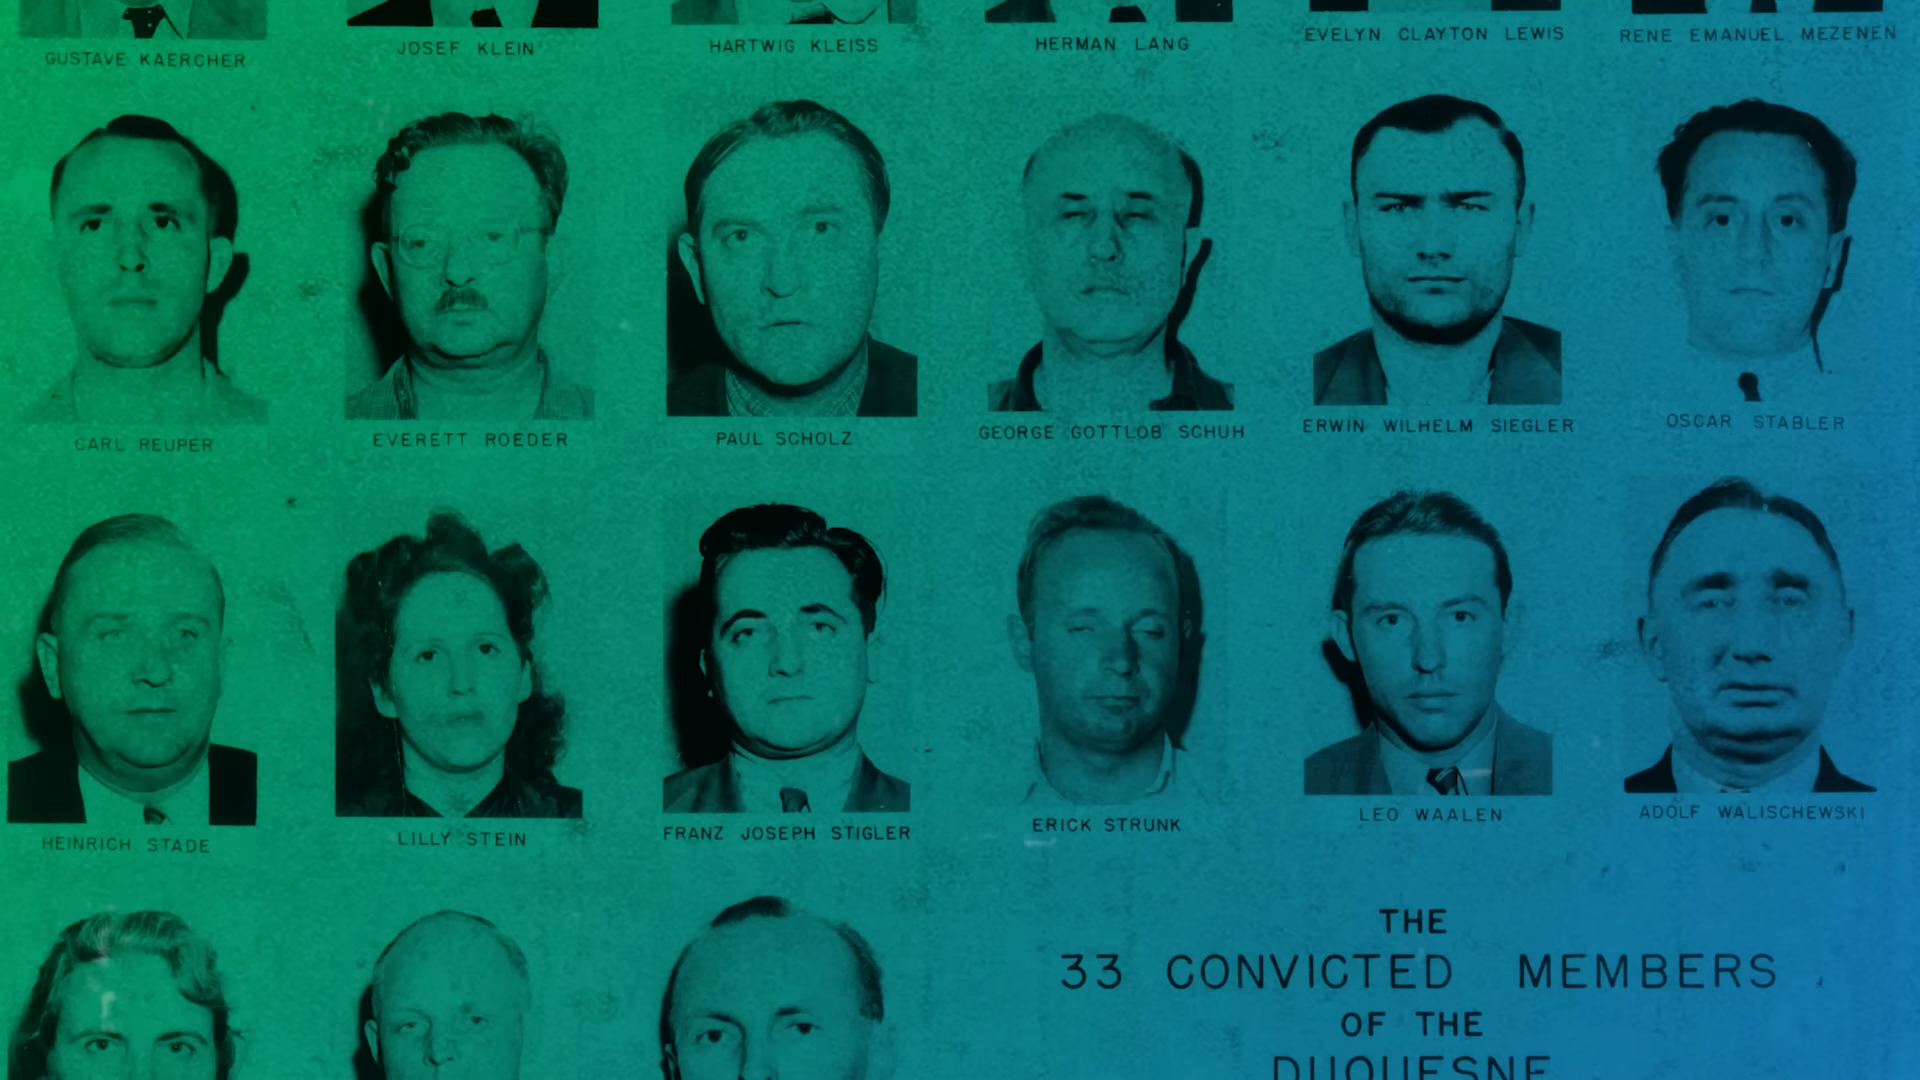 GUSTAVE KAERCHER
JOSEF KLEIN
HARTWIG KLEISS
HERMAN LANG
EVELYN CLAYTON LEWIS
RENE EMANUEL MEZENEN
CARL REUPER
EVERETT ROEDER
PAUL SCHOLZ
GEORGE GOTTLOB SCHUH
ERWIN WILHELM SIEGLER
OSCAR STABLER
HEINRICH STADE
LILLY STEIN
FRANZ JOSEPH STIGLER
ERICK STRUNK
LEO WAALEN
ADOLF WALISCHEWSKI
THE
33 CONVICTED MEMBERS
OF THE
DUQUESNE